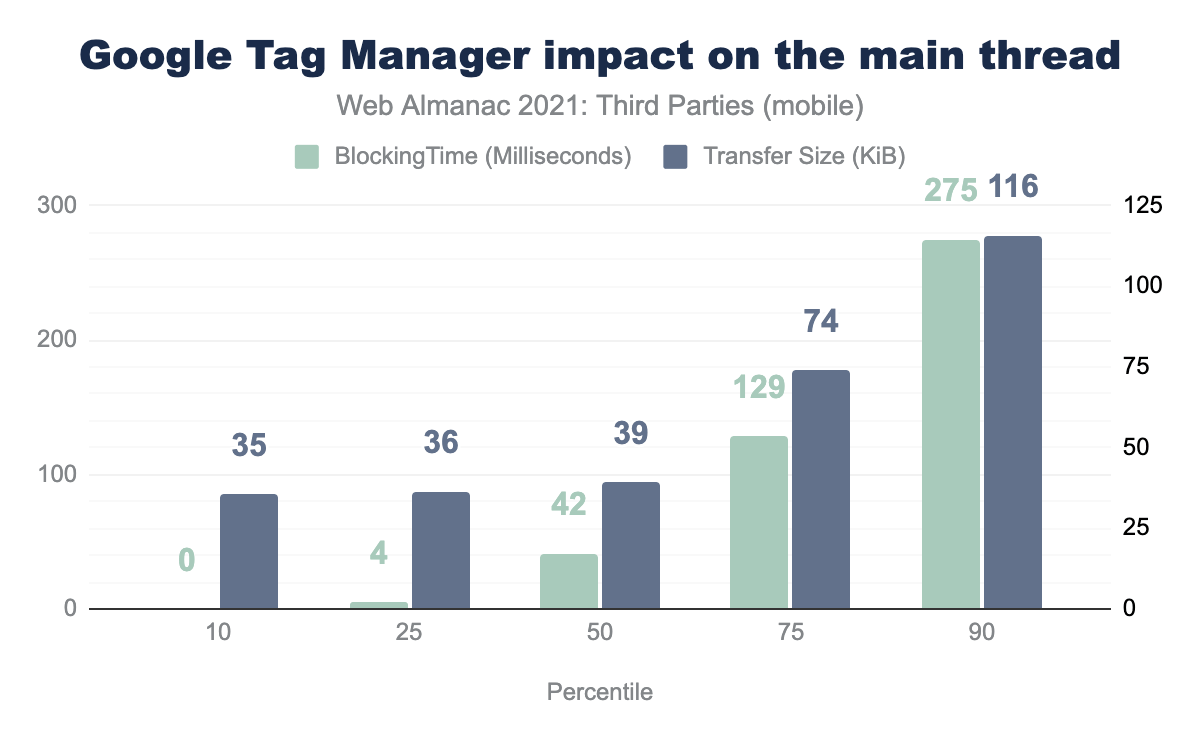 Google Tag Manager impact on the main thread
Web Almanac 2021: Third Parties (mobile)
BlockingTime (Milliseconds) Transfer Size (KiB)
275 116
300 125
100
200
74
75
129
35 36 39
50
100
42
25
0 4
0 0
10 25 50 75 90
Percentile